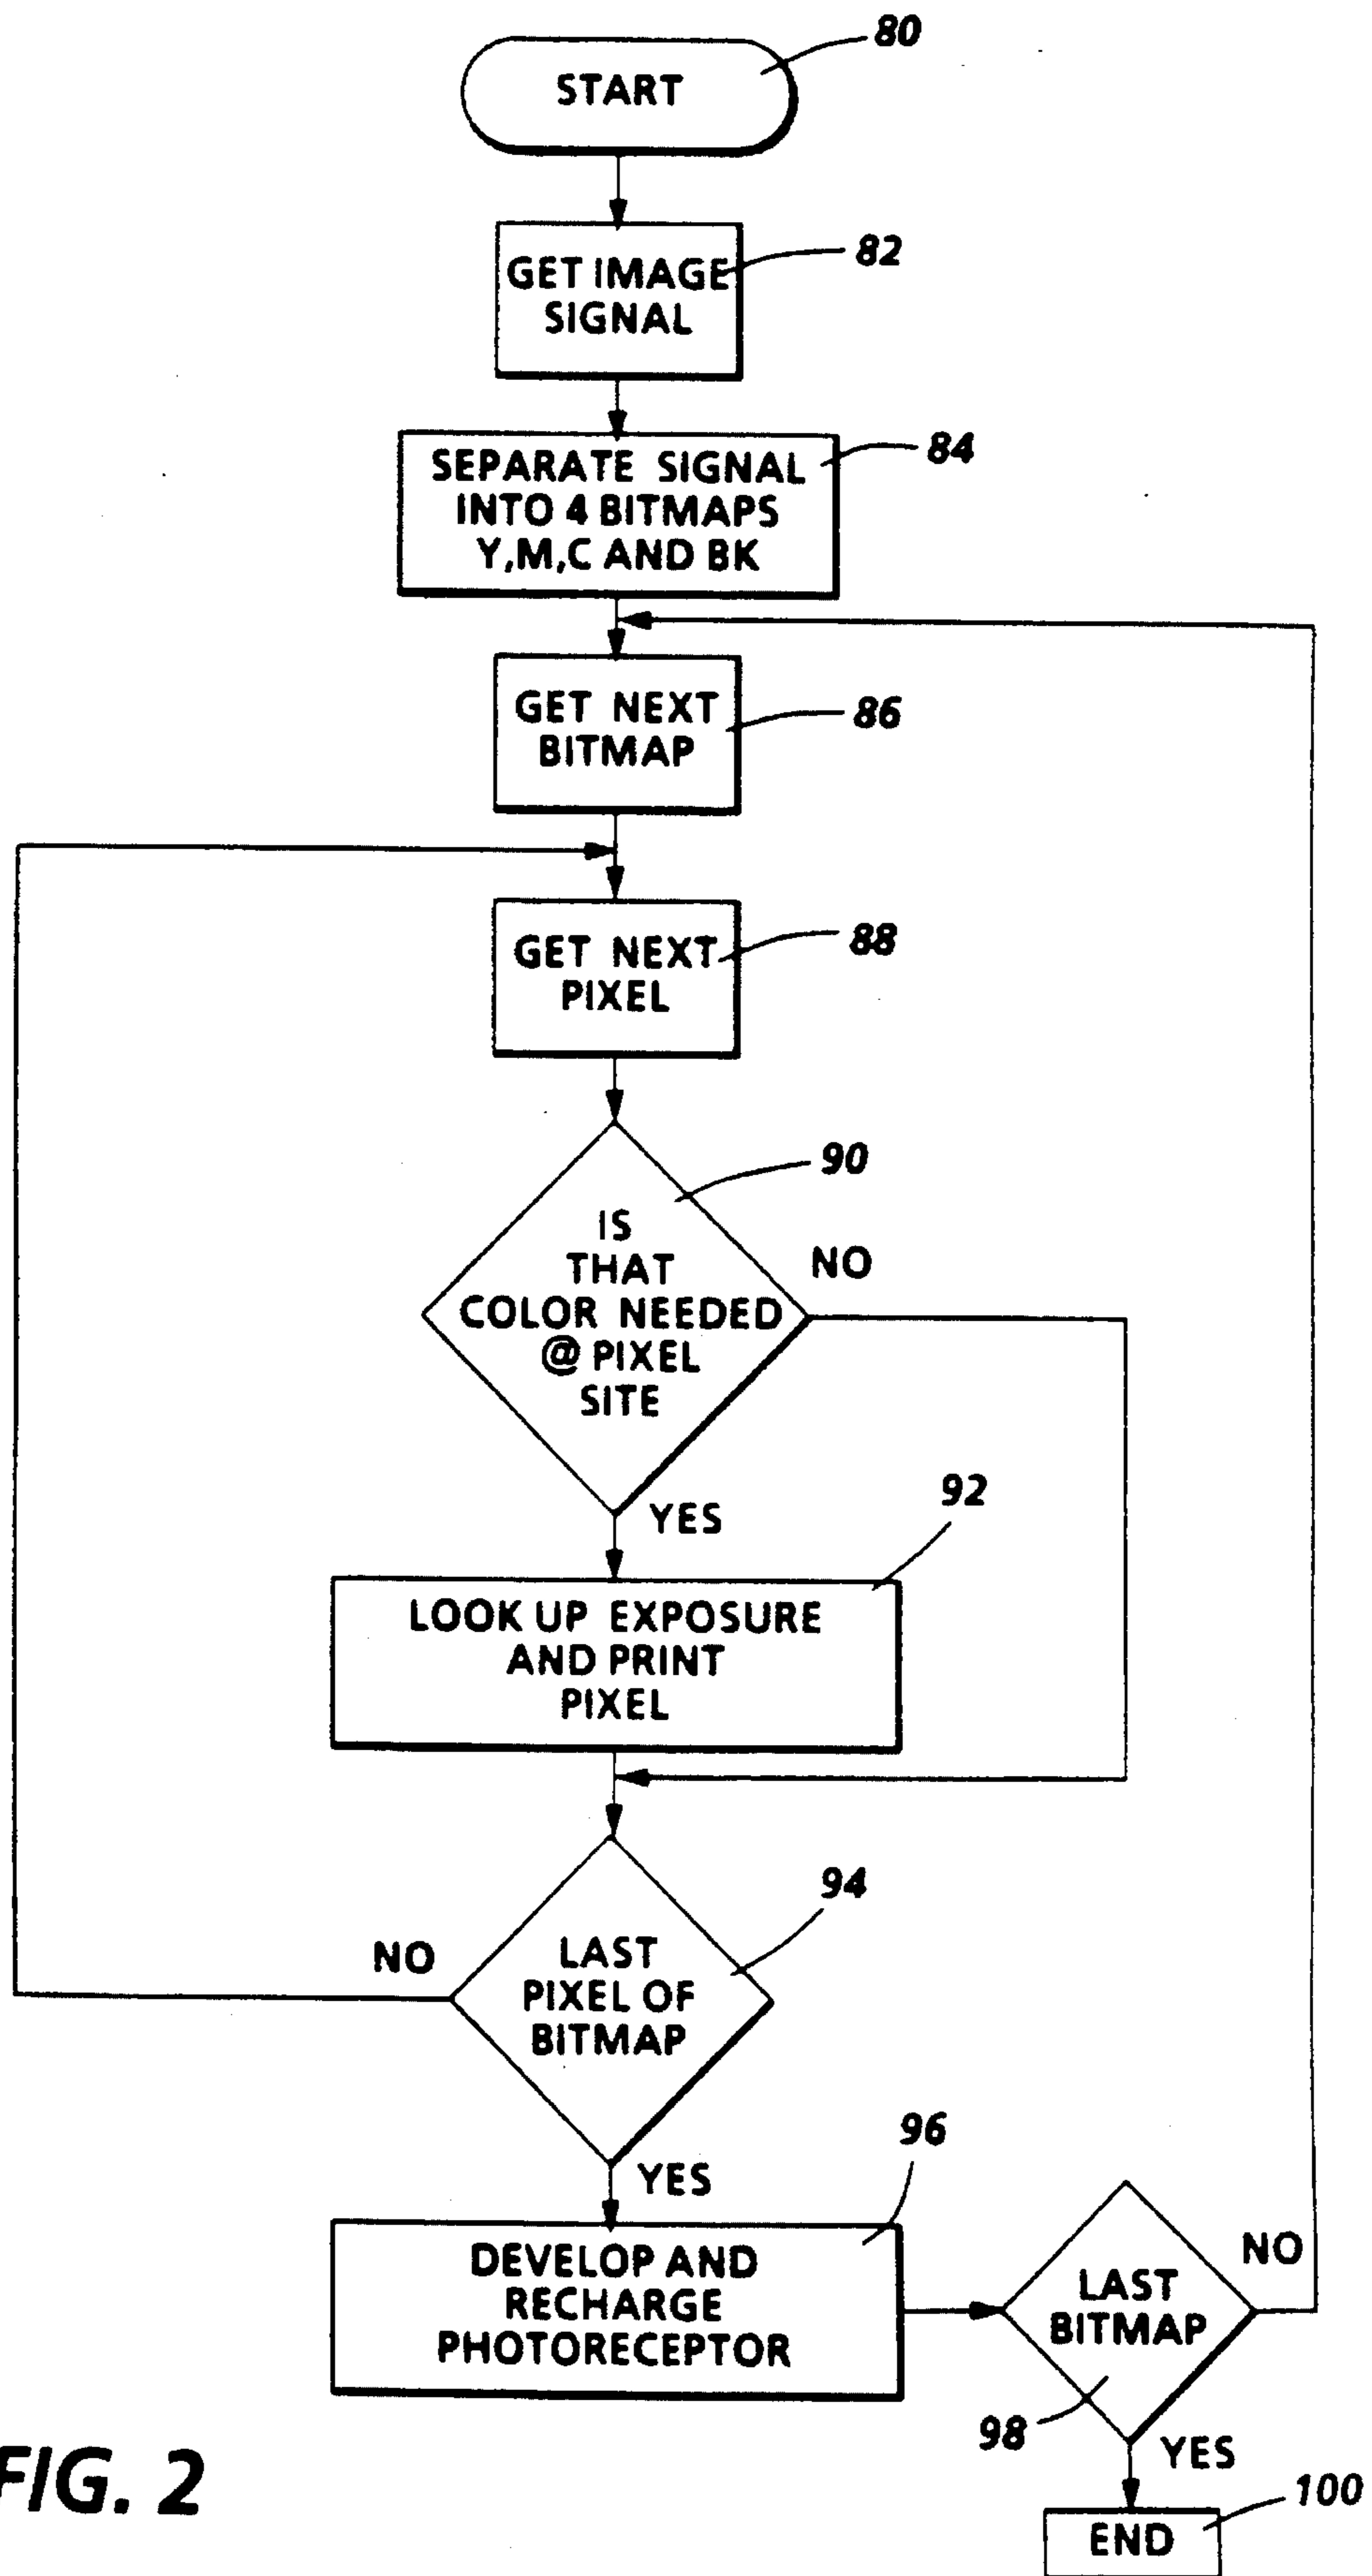 80
START
82
GET IMAGE
SIGNAL
84
SEPARATE SIGNAL
INTO 4 BITMAPS
Y,M,C AND BK
GET NEXT
BITMAP
86
GET NEXT
PIXEL
88
90
IS
THAT
COLOR NEEDED
@ PIXEL
SITE
NO
YES
92
LOOK UP EXPOSURE
AND PRINT
PIXEL
94
NO
LAST
PIXEL OF
BITMAP
YES
96
DEVELOP AND
RECHARGE
PHOTORECEPTOR
NO
LAST
BITMAP
98
YES
100
END
FIG. 2